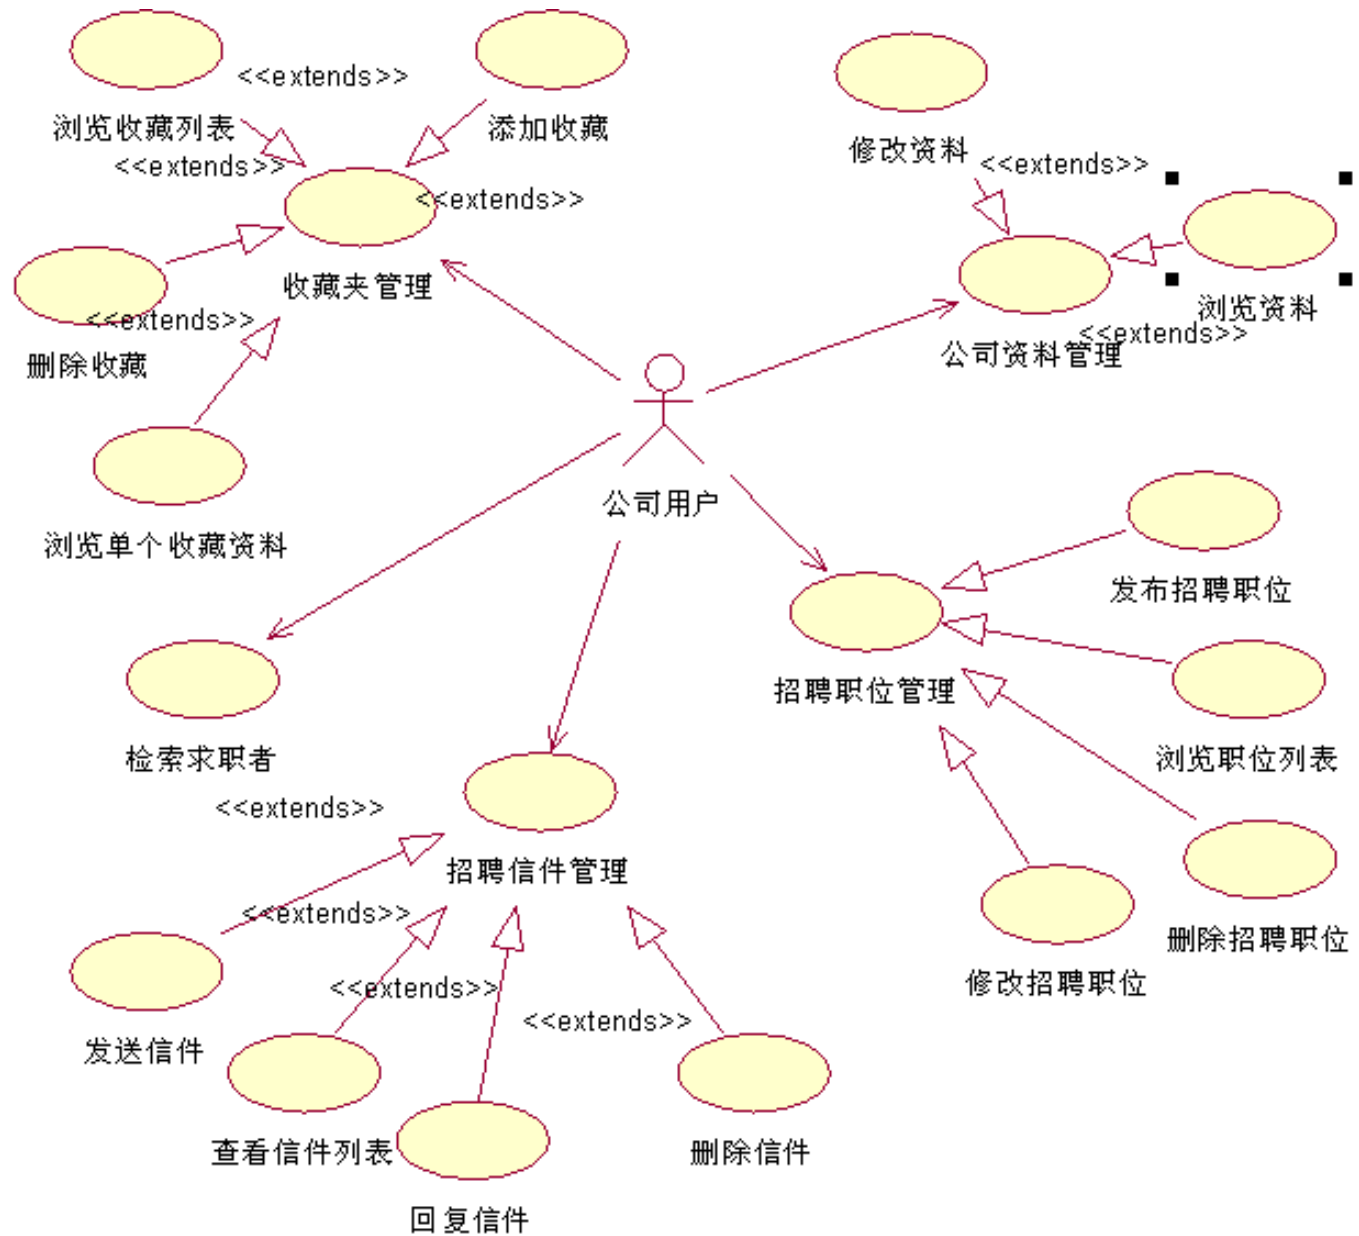 <<extends>>
浏览收藏列表
添加收藏
修改资料
<<extends>>
<<extends>>
<<extends>>
收藏夹管理
浏览资料
<<extends>>
<<extends>>
公司资料管理
删除收藏
公司用户
浏览单个收藏资料
发布招聘职位
招聘职位管理
检索求职者
浏览职位列表
<<extends>>
招聘信件管理
<<extends>>
删除招聘职位
修改招聘职位
<<extends>>
<<extends>>
发送信件
查看信件列表
删除信件
回复信件